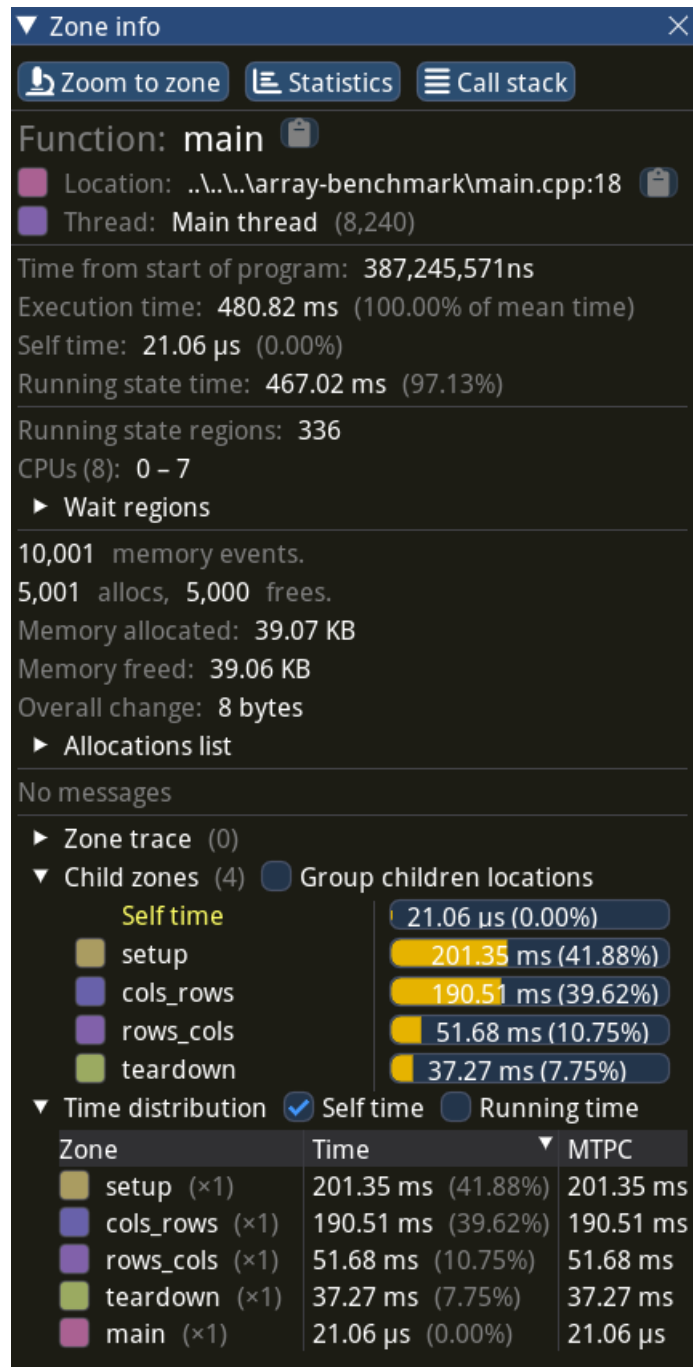 Zone info
Zoom to zone Statistics Call stack
Function: main
Location: ..\..\..\array-benchmark\main.cpp:18
Thread: Main thread (8,240)
Time from start of program: 387,245,571ns
Execution time: 480.82 ms (100.00% of mean time)
Self time: 21.06 μs (0.00%)
Running state time: 467.02 ms (97.13%)
Running state regions: 336
CPUs (8): 0 – 7
Wait regions
10,001 memory events.
5,001 allocs, 5,000 frees.
Memory allocated: 39.07 KB
Memory freed: 39.06 KB
Overall change: 8 bytes
Allocations list
No messages
Zone trace (0)
Child zones (4) Group children locations
Self time 21.06 μs (0.00%)
setup 201.35 ms (41.88%)
cols_rows 190.51 ms (39.62%)
rows_cols 51.68 ms (10.75%)
teardown 37.27 ms (7.75%)
Time distribution Self time Running time
Zone Time MTPC
setup (×1) 201.35 ms (41.88%) 201.35 ms
cols_rows (×1) 190.51 ms (39.62%) 190.51 ms
rows_cols (×1) 51.68 ms (10.75%) 51.68 ms
teardown (×1) 37.27 ms (7.75%) 37.27 ms
main (×1) 21.06 μs (0.00%) 21.06 μs